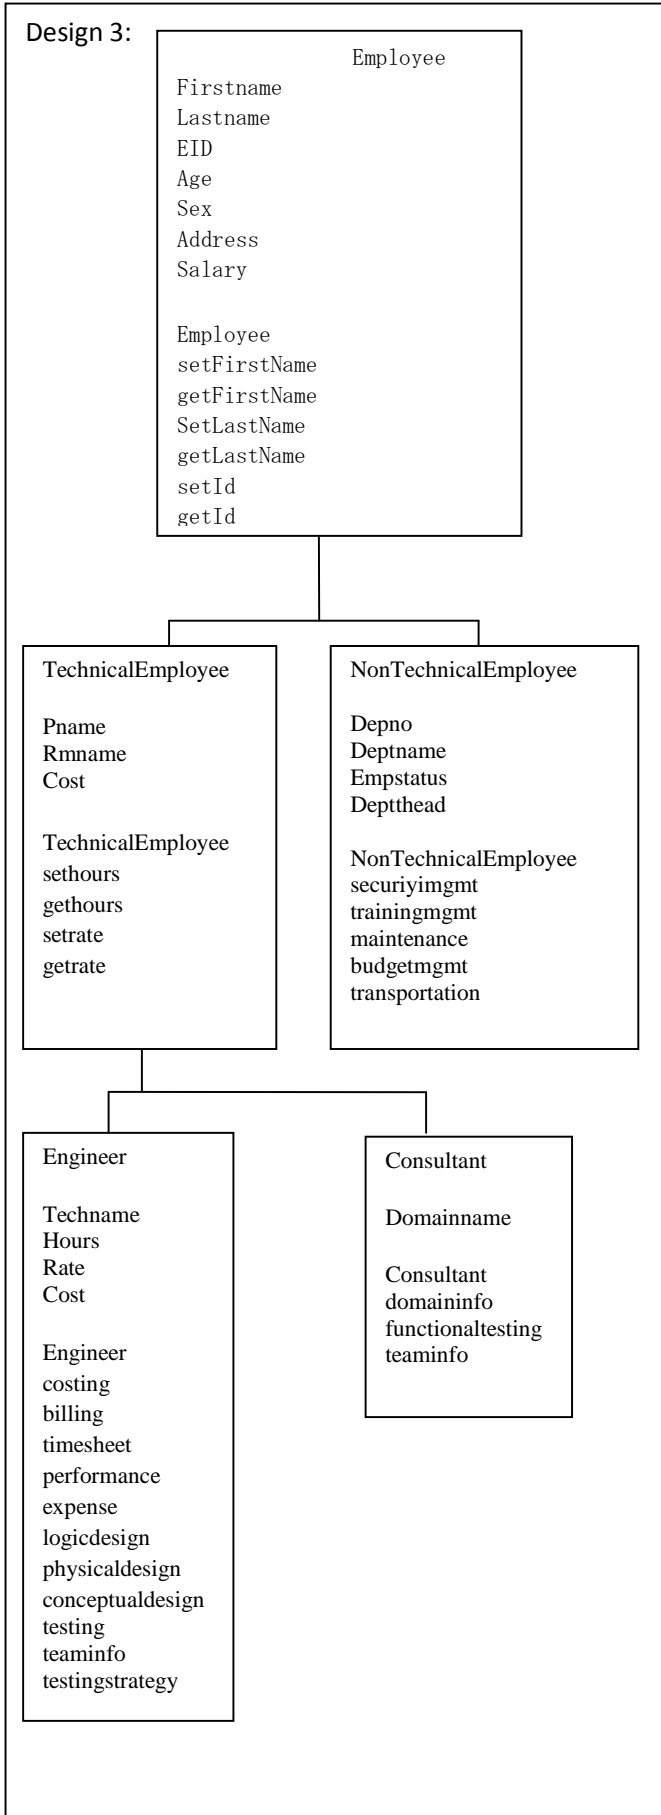 Design 3:
Employee
Firstname
Lastname
EID
Age
Sex
Address
Salary
Employee
setFirstName
getFirstName
SetLastName
getLastName
setId
getId
TechnicalEmployee
Pname
Rmname
Cost
TechnicalEmployee
sethours
gethours
setrate
getrate
NonTechnicalEmployee
Depno
Deptname
Empstatus
Deptthead
NonTechnicalEmployee
securiyimgmt
trainingmgmt
maintenance
budgetmgmt
transportation
Engineer
Techname
Hours
Rate
Cost
Engineer
costing
billing
timesheet
performance
expense
logicdesign
physicaldesign
conceptualdesign
testing
teaminfo
testingstrategy
Consultant
Domainname
Consultant
domaininfo
functionaltesting
teaminfo